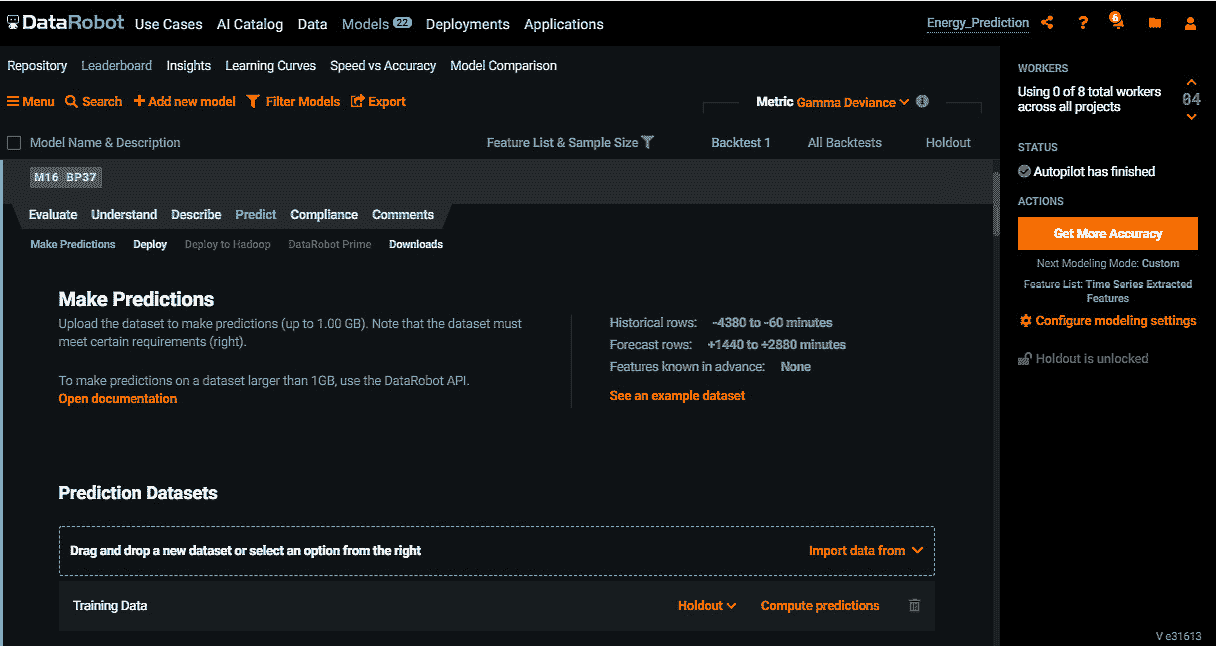 DataRobot Use Cases AI Catalog Data Models 22 Deployments Applications Energy_Prediction ? 6
Repository Leaderboard Insights Learning Curves Speed vs Accuracy Model Comparison
Menu Search + Add new model Filter Models Export Metric Gamma Deviance
Model Name & Description Feature List & Sample Size Backtest 1 All Backtests Holdout
M16 BP37
Evaluate Understand Describe Predict Compliance Comments
Make Predictions Deploy Deploy to Hadoop DataRobot Prime Downloads
Make Predictions
Upload the dataset to make predictions (up to 1.00 GB). Note that the dataset must
meet certain requirements (right).
To make predictions on a dataset larger than 1GB, use the DataRobot API.
Open documentation
Historical rows: -4380 to -60 minutes
Forecast rows: +1440 to +2880 minutes
Features known in advance: None
See an example dataset
Prediction Datasets
Drag and drop a new dataset or select an option from the right Import data from
Training Data Holdout Compute predictions
WORKERS
Using 0 of 8 total workers
across all projects
04
STATUS
Autopilot has finished
ACTIONS
Get More Accuracy
Next Modeling Mode: Custom
Feature List: Time Series Extracted
Features
Configure modeling settings
Holdout is unlocked
V e31613